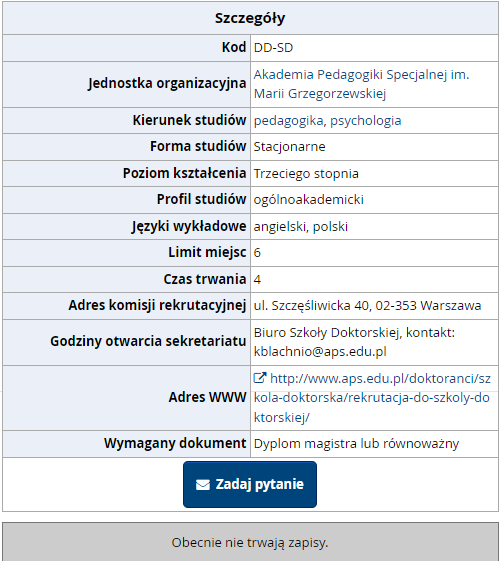 Szczegóły
Kod DD-SD
Jednostka organizacyjna Akademia Pedagogiki Specjalnej im.
Marii Grzegorzewskiej
Kierunek studiów pedagogika, psychologia
Forma studiów Stacjonarne
Poziom kształcenia Trzeciego stopnia
Profil studiów ogólnoakademicki
Języki wykładowe angielski, polski
Limit miejsc 6
Czas trwania 4
Adres komisji rekrutacyjnej ul. Szczęśliwicka 40, 02-353 Warszawa
Godziny otwarcia sekretariatu Biuro Szkoły Doktorskiej, kontakt:
kblachnio@aps.edu.pl
Adres WWW http://www.aps.edu.pl/doktoranci/sz
kola-doktorska/rekrutacja-do-szkoly-do
ktorskiej/
Wymagany dokument Dyplom magistra lub równoważny
Zadaj pytanie
Obecnie nie trwają zapisy.